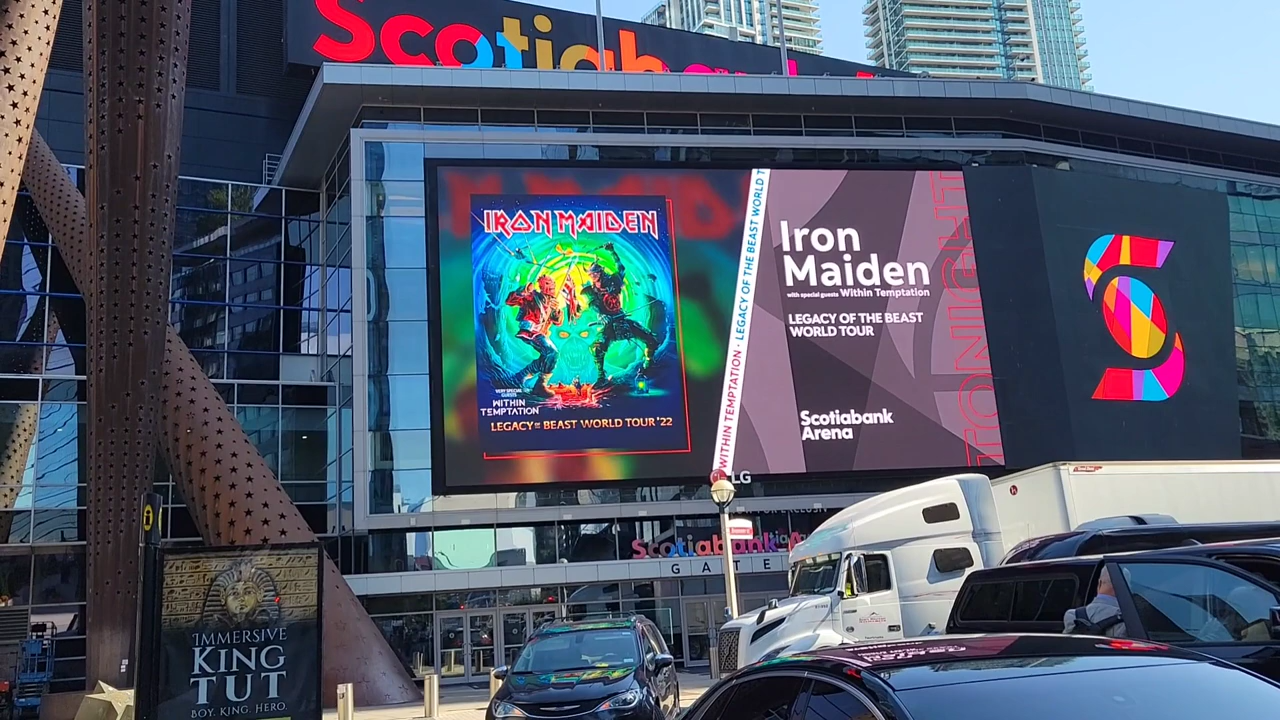 Scotiaba
IRON MAIDEN
VERY SPECIAL
GUESTS
WITHIN
TEMPTATION
LEGACY OF THE BEAST WORLD TOUR '22
WITHIN TEMPTATION · LEGACY OF THE BEAST WORLD T
Iron
Maiden
with special guests Within Temptation
LEGACY OF THE BEAST
WORLD TOUR
Scotiabank
Arena
TONIGHT
LG
Scotiabank A
GATE
IMMERSIVE
KING
TUT
BOY. KING. HERO.